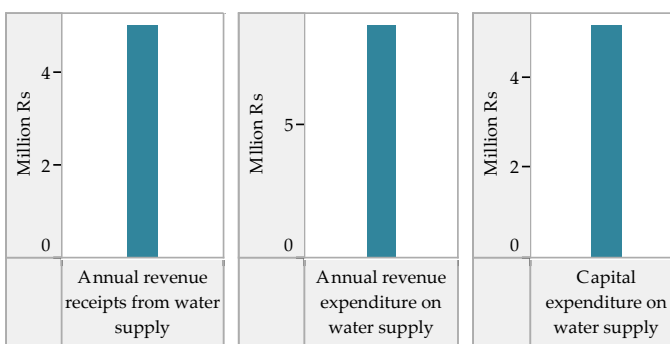 Million Rs
4
2
0
Annual revenue
receipts from water
supply
Million Rs
5
0
Annual revenue
expenditure on
water supply
Million Rs
4
2
0
Capital
expenditure on
water supply